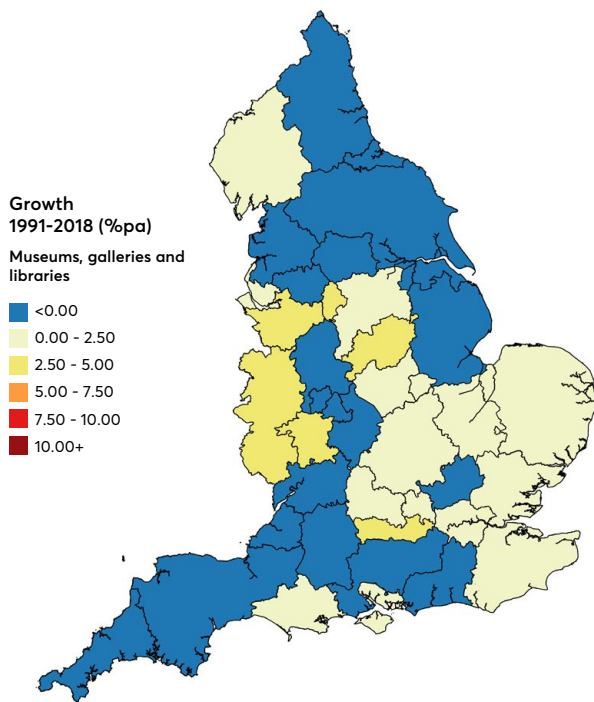 Growth
1991-2018 (%pa)
Museums, galleries and
libraries
<0.00
0.00 - 2.50
2.50 - 5.00
5.00 - 7.50
7.50 - 10.00
10.00+